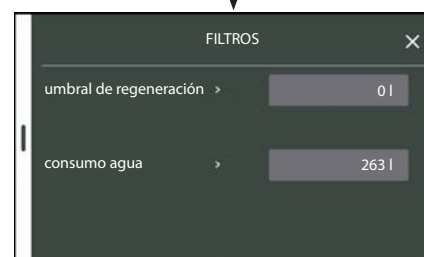 FILTROS ×
umbral de regeneración › 0 l
consumo agua › 263 l